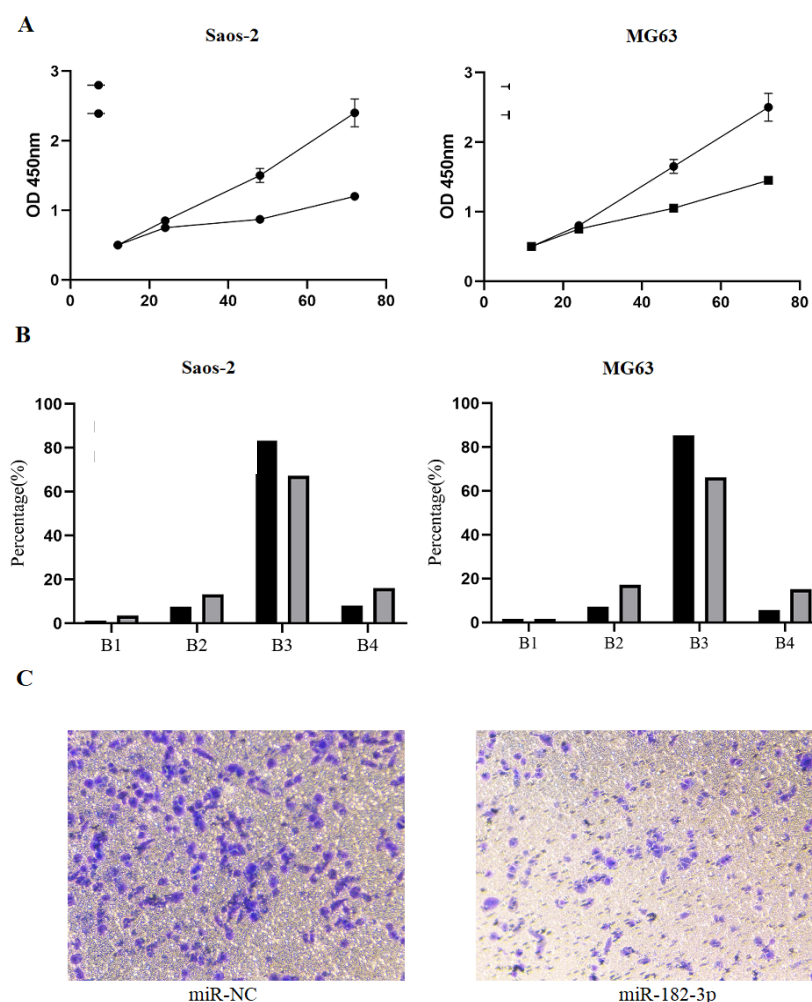 A
Saos-2
MG63
3
2
1
0
OD 450nm
0 20 40 60 80
3
2
1
0
OD 450nm
0 20 40 60 80
B
Saos-2
MG63
100
80
60
40
20
0
Percentage(%)
B1 B2 B3 B4
100
80
60
40
20
0
Percentage(%)
B1 B2 B3 B4
C
miR-NC
miR-182-3p